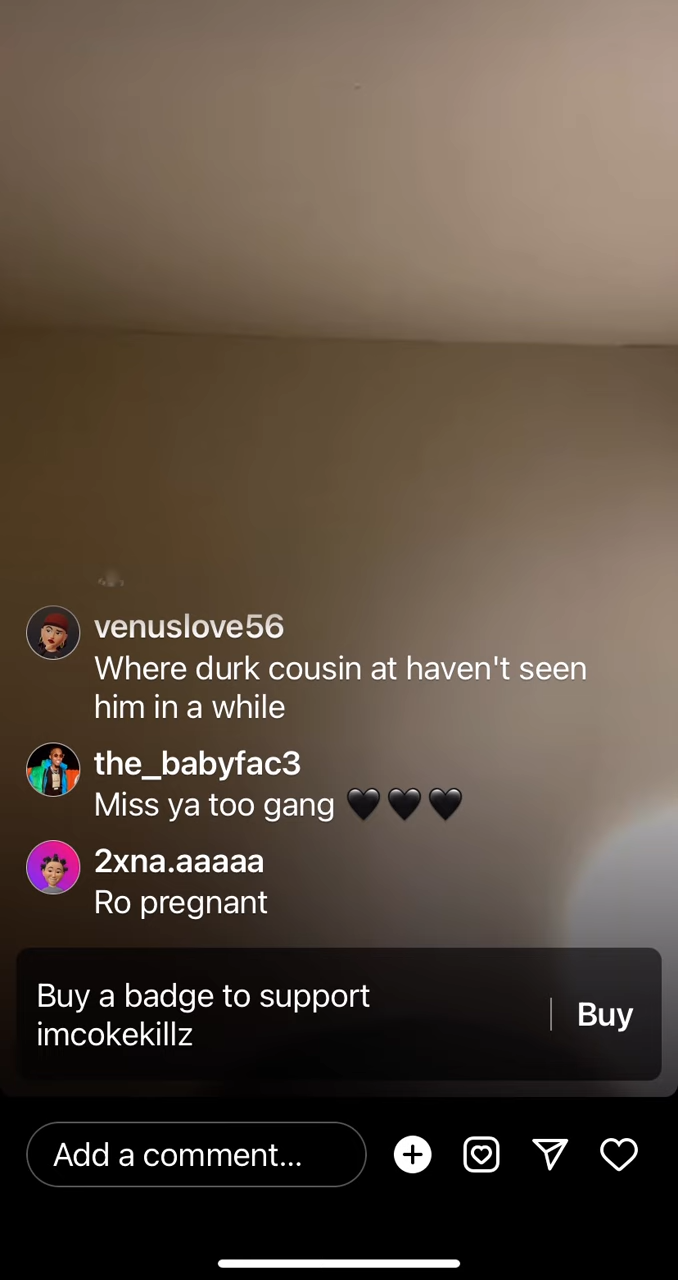 venuslove56
Where durk cousin at haven't seen
him in a while
the_babyfac3
Miss ya too gang 🖤🖤🖤
2xna.aaaaa
Ro pregnant
Buy a badge to support
imcokekillz
Buy
Add a comment...